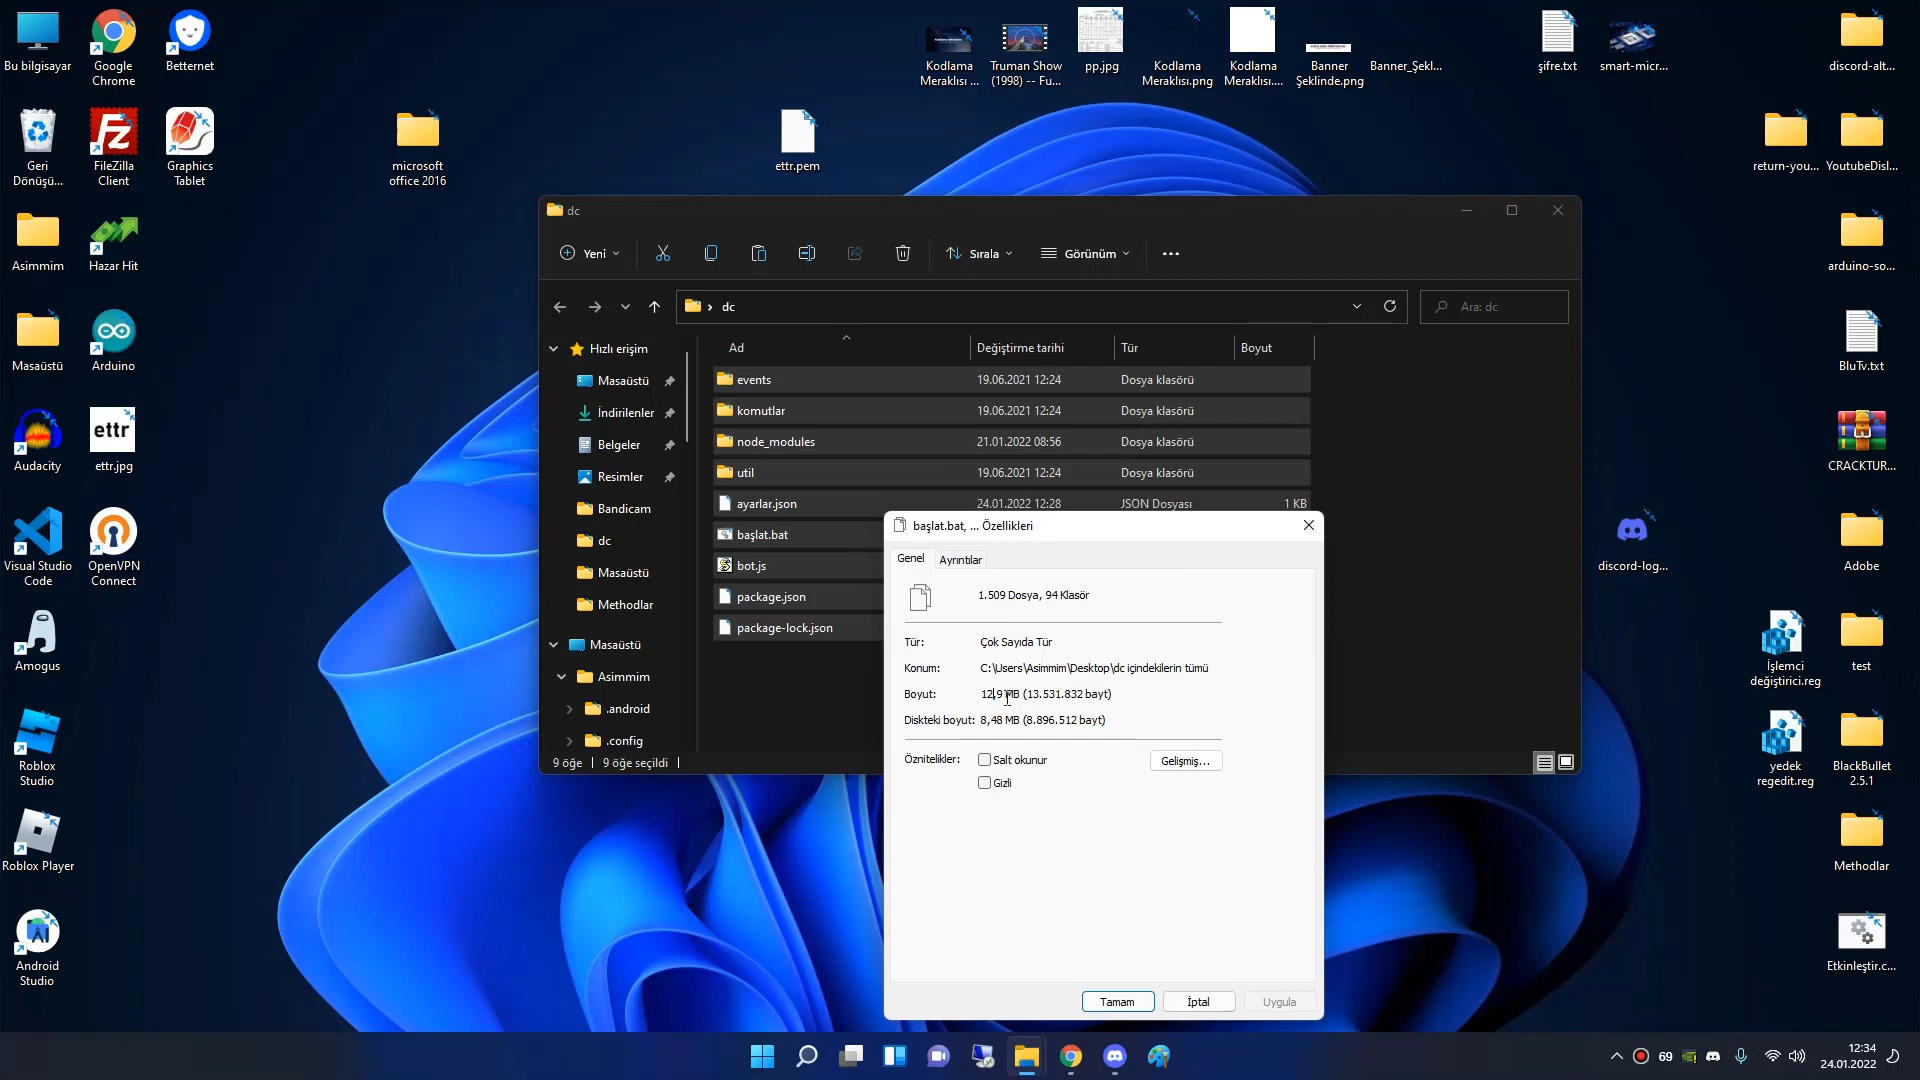 Bu bilgisayar
Google
Chrome
Betternet
Kodlama
Meraklısı ...
Truman Show
(1998) -- Fu...
pp.jpg
Kodlama
Meraklısı.png
Kodlama
Meraklısı....
Banner
Şeklinde.png
Banner_Şekl...
şifre.txt
smart-micr...
discord-alt...
Geri
Dönüşü...
FileZilla
Client
Graphics
Tablet
microsoft
office 2016
ettr.pem
return-you...
YoutubeDisl...
Asimmim
Hazar Hit
arduino-so...
Masaüstü
Arduino
BluTv.txt
Audacity
ettr
ettr.jpg
CRACKTUR...
Visual Studio
Code
OpenVPN
Connect
discord-log...
Adobe
Amogus
İşlemci
değiştirici.reg
test
Roblox
Studio
yedek
regedit.reg
BlackBullet
2.5.1
Roblox Player
Methodlar
Android
Studio
Etkinleştir.c...
dc
Yeni
Sırala
Görünüm
dc
Ara: dc
Hızlı erişim
Masaüstü
İndirilenler
Belgeler
Resimler
Bandicam
dc
Masaüstü
Methodlar
Masaüstü
Asimmim
.android
.config
Ad
Değiştirme tarihi
Tür
Boyut
events
19.06.2021 12:24
Dosya klasörü
komutlar
19.06.2021 12:24
Dosya klasörü
node_modules
21.01.2022 08:56
Dosya klasörü
util
19.06.2021 12:24
Dosya klasörü
ayarlar.json
24.01.2022 12:28
JSON Dosyası
1 KB
başlat.bat
bot.js
package.json
package-lock.json
9 öğe
9 öğe seçildi
başlat.bat, ... Özellikleri
Genel
Ayrıntılar
1.509 Dosya, 94 Klasör
Tür:
Çok Sayıda Tür
Konum:
C:\Users\Asimmim\Desktop\dc içindekilerin tümü
Boyut:
12,9 MB (13.531.832 bayt)
Diskteki boyut:
8,48 MB (8.896.512 bayt)
Öznitelikler:
Salt okunur
Gelişmiş...
Gizli
Tamam
İptal
Uygula
69
12:34
24.01.2022